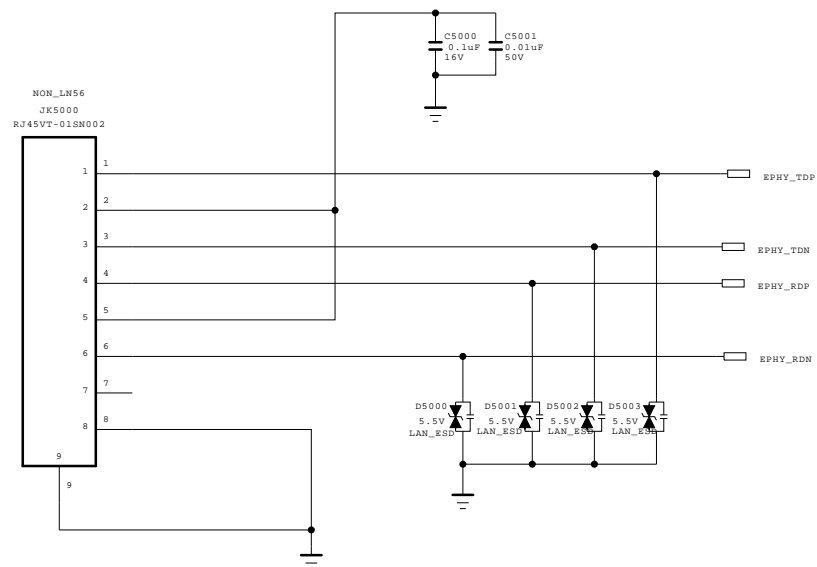 C5000 C5001
0.1uF 0.01uF
16V 50V
NON_LN56
JK5000
RJ45VT-01SN002
1 1
EPHY_TDP
2 2
3 3
EPHY_TDN
4 4
EPHY_RDP
5 5
6 6
EPHY_RDN
7 7
8 8
D5000 D5001 D5002 D5003
5.5V 5.5V 5.5V 5.5V
LAN_ESD LAN_ESD LAN_ESD LAN_ESD
9
9